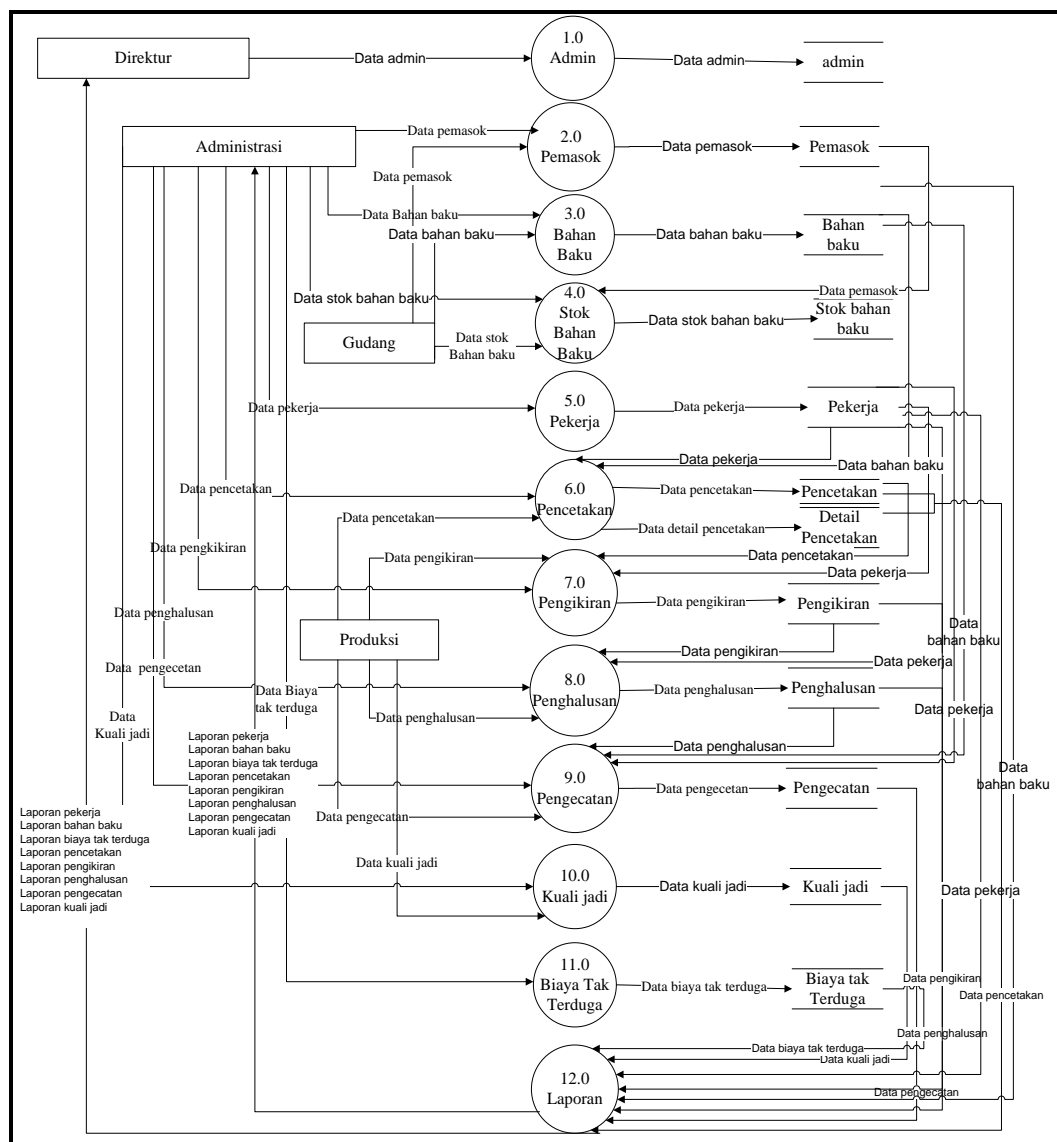 Direktur
Data admin
1.0
Admin
Data admin
admin
Administrasi
Data pemasok
2.0
Pemasok
Data pemasok
Pemasok
Data pemasok
Data Bahan baku
Data bahan baku
3.0
Bahan
Baku
Data bahan baku
Bahan
baku
Data stok bahan baku
4.0
Stok
Bahan
Baku
Data stok bahan baku
Data pemasok
Stok bahan
baku
Gudang
Data stok
Bahan baku
Data pekerja
5.0
Pekerja
Data pekerja
Pekerja
Data pekerja
Data bahan baku
Data pencetakan
6.0
Pencetakan
Data pencetakan
Pencetakan
Data pencetakan
Data detail pencetakan
Detail
Pencetakan
Data pengkikiran
Data pengikiran
Data pencetakan
7.0
Pengikiran
Data pekerja
Data pengikiran
Pengikiran
Data penghalusan
Produksi
Data
bahan baku
Data pengecetan
Data pengikiran
Data pekerja
8.0
Penghalusan
Data penghalusan
Penghalusan
Data Biaya
tak terduga
Data penghalusan
Data pekerja
Data
Kuali jadi
Data penghalusan
Laporan pekerja
Laporan bahan baku
Laporan biaya tak terduga
Laporan pencetakan
Laporan pengikiran
Laporan penghalusan
Laporan pengecatan
Laporan kuali jadi
9.0
Pengecatan
Data pengecetan
Pengecatan
Data
bahan baku
Data pengecatan
Laporan pekerja
Laporan bahan baku
Laporan biaya tak terduga
Laporan pencetakan
Laporan pengikiran
Laporan penghalusan
Laporan pengecatan
Laporan kuali jadi
Data kuali jadi
10.0
Kuali jadi
Data kuali jadi
Kuali jadi
Data pekerja
11.0
Biaya Tak
Terduga
Data biaya tak terduga
Biaya tak
Terduga
Data pengikiran
Data pencetakan
Data penghalusan
Data biaya tak terduga
Data kuali jadi
12.0
Laporan
Data pengecatan